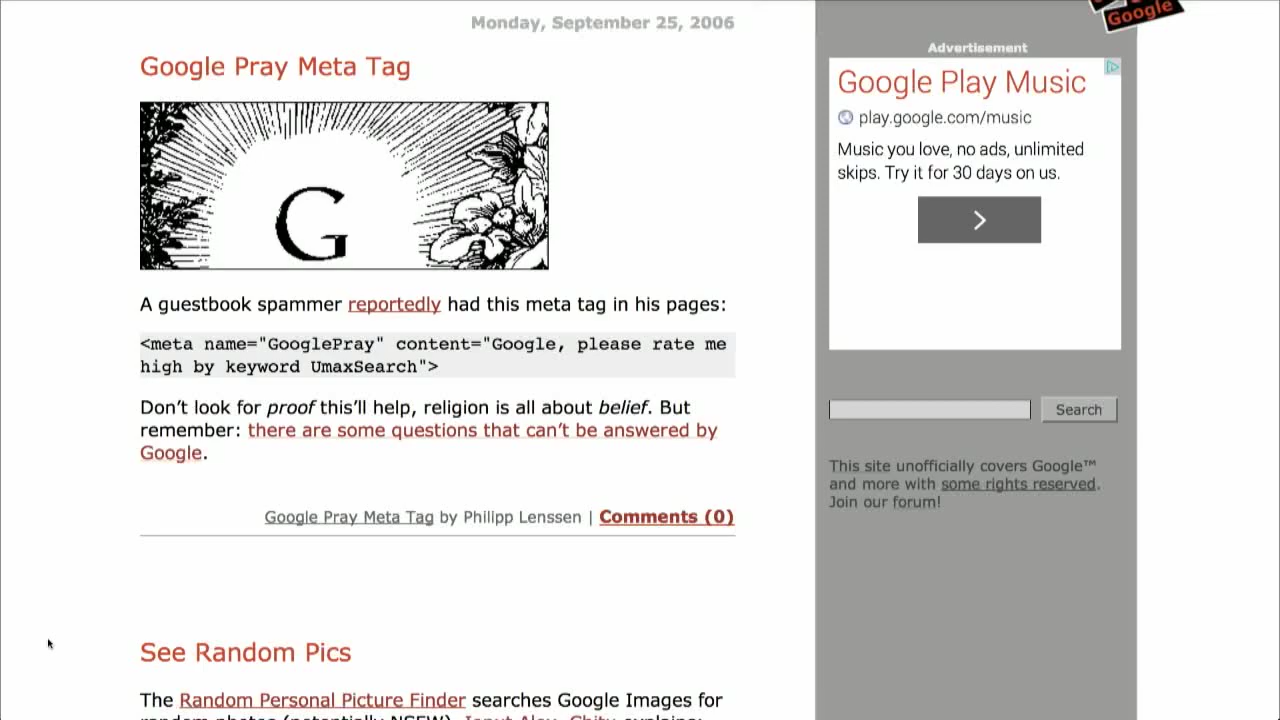 Monday, September 25, 2006
Google Pray Meta Tag
G
A guestbook spammer reportedly had this meta tag in his pages:
<meta name="GooglePray" content="Google, please rate me
high by keyword UmaxSearch">
Don't look for proof this'll help, religion is all about belief. But
remember: there are some questions that can't be answered by
Google.
Google Pray Meta Tag by Philipp Lenssen | Comments (0)
See Random Pics
The Random Personal Picture Finder searches Google Images for
Google
Advertisement
Google Play Music
play.google.com/music
Music you love, no ads, unlimited
skips. Try it for 30 days on us.
Search
This site unofficially covers Google™
and more with some rights reserved.
Join our forum!